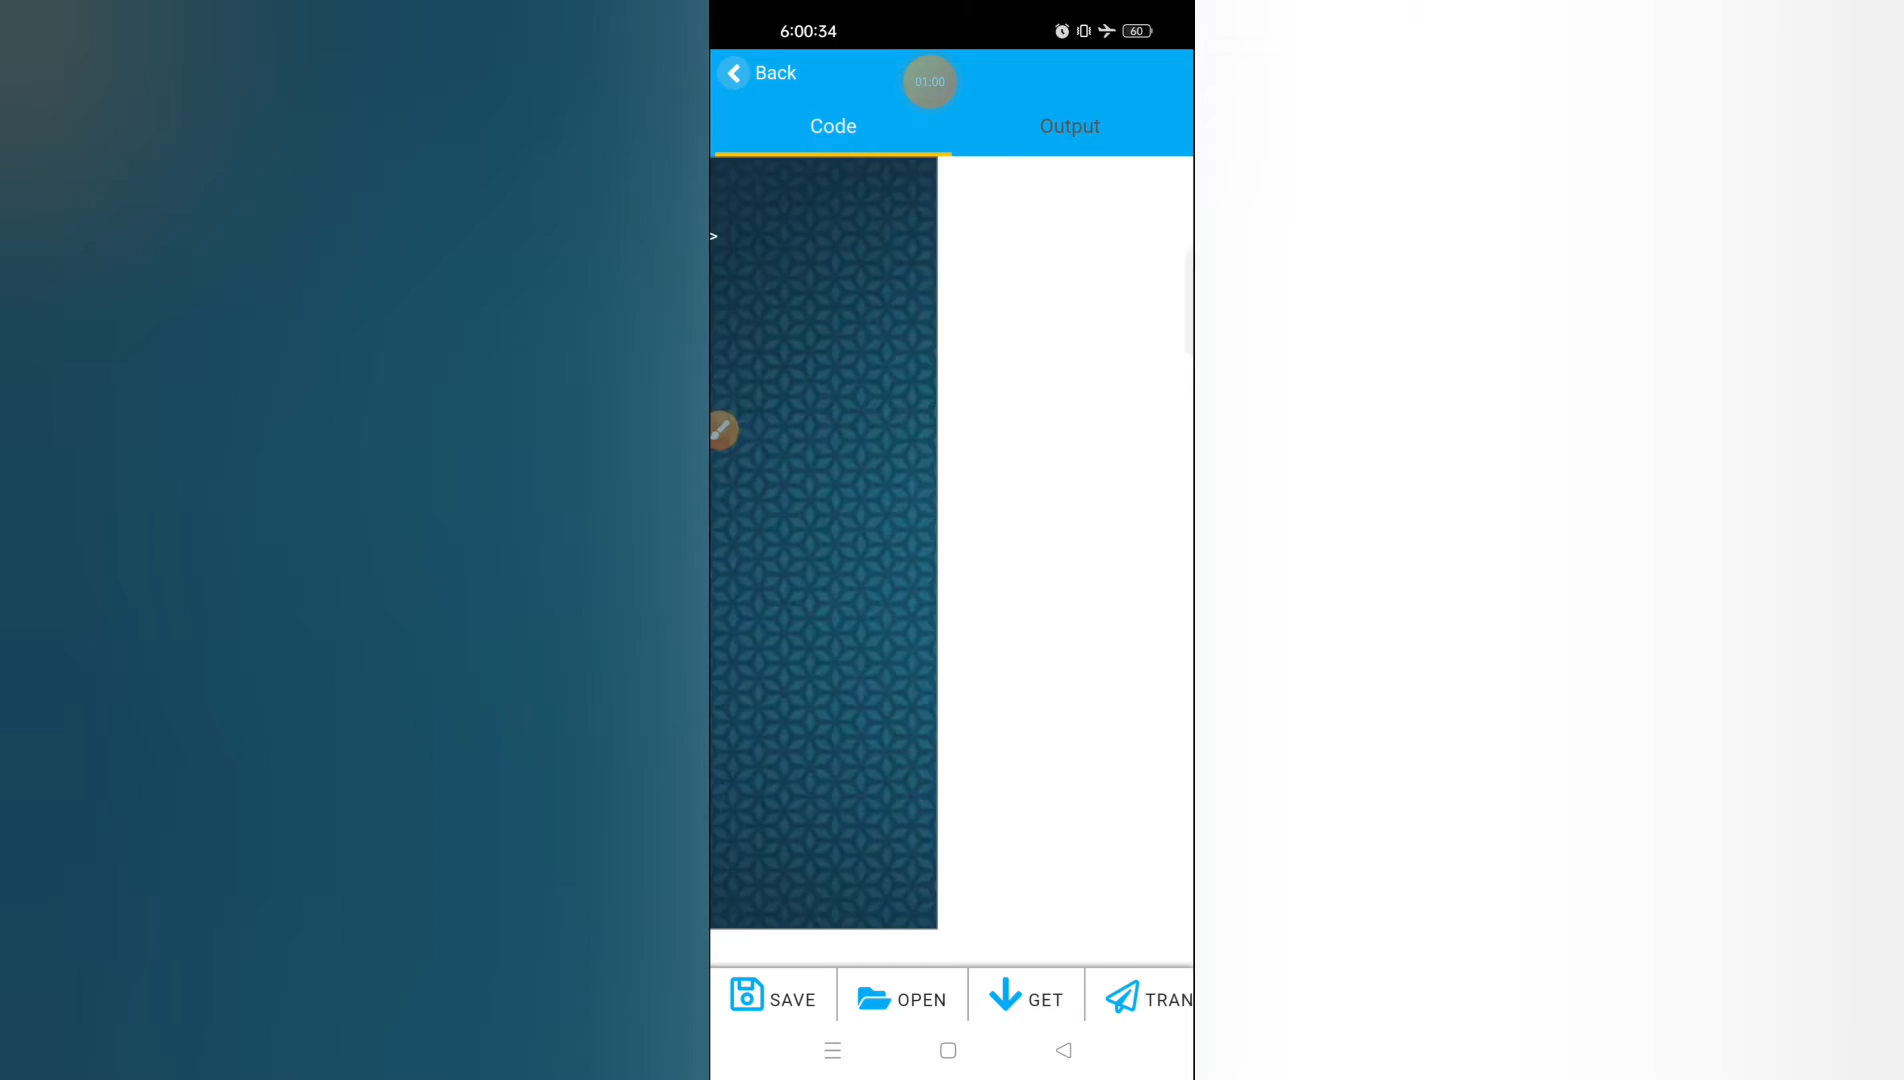 6:00:34
60
Back
01:00
Code
Output
>
SAVE
OPEN
GET
TRAN